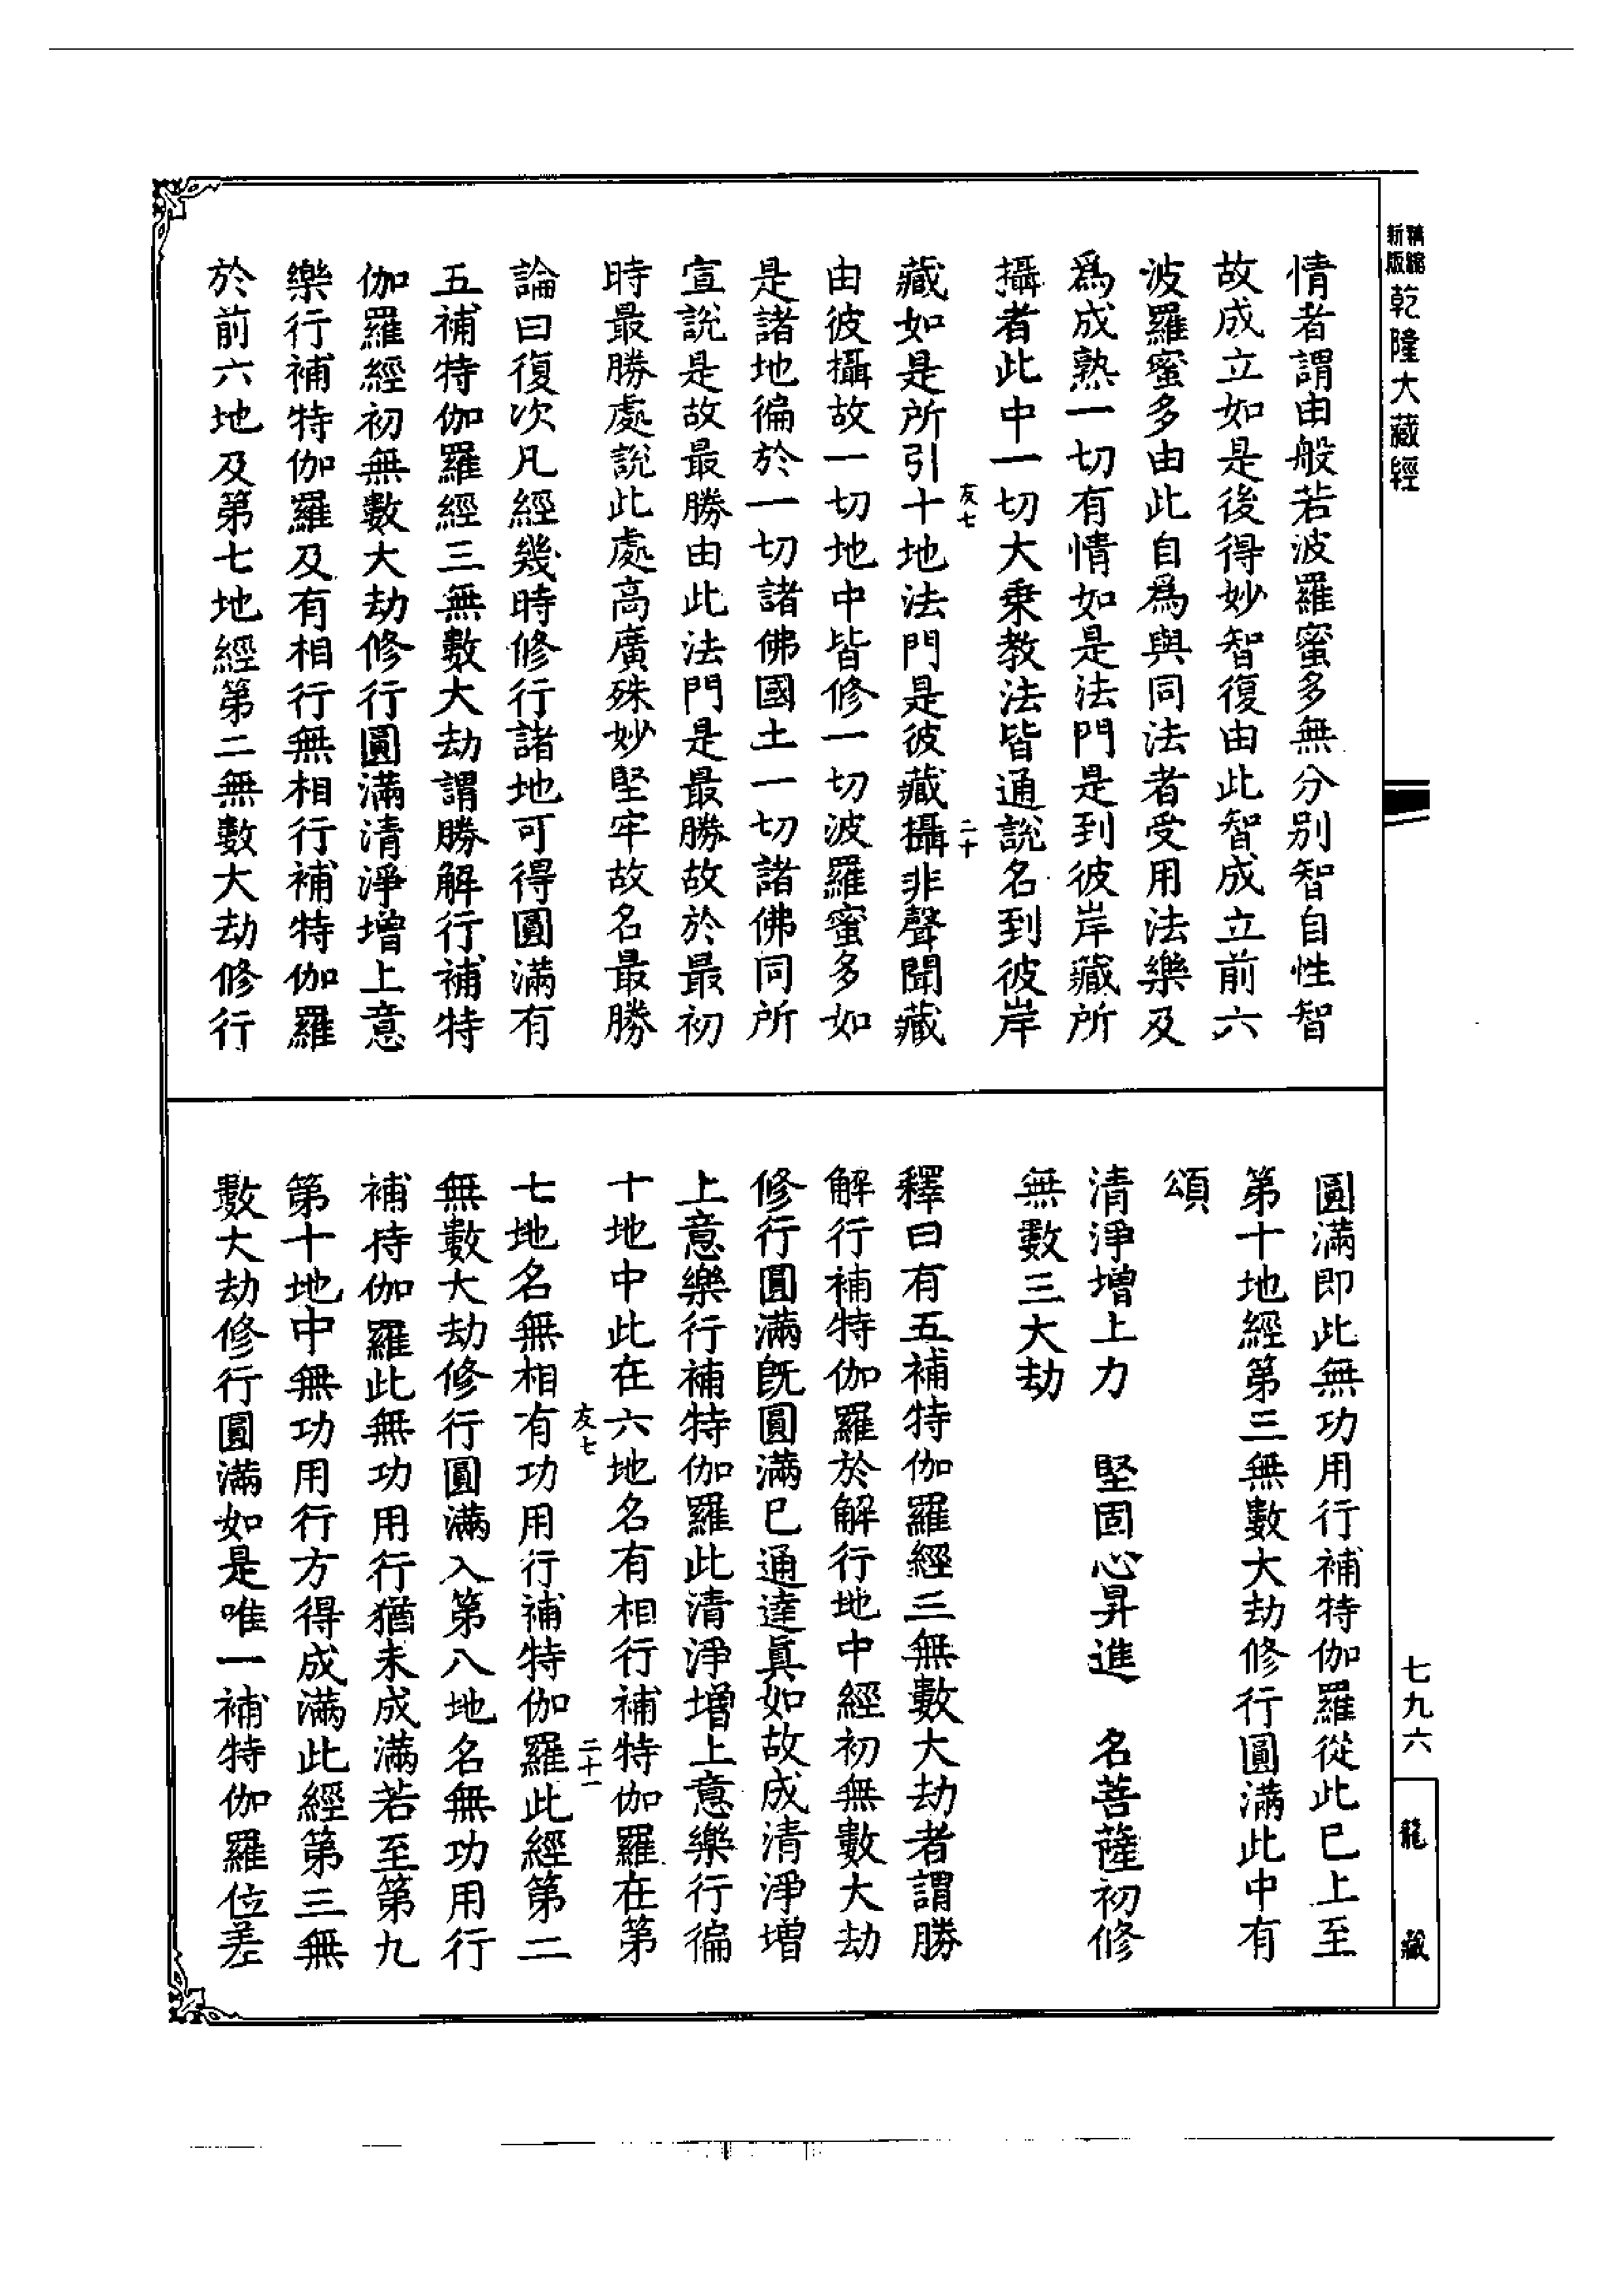 新版精縮乾隆大藏經
情者謂由般若波羅蜜多無分别智自性智
故成立如是後得妙智復由此智成立前六
波羅蜜多由此自爲與同法者受用法樂及
爲成熟一切有情如是法門是到彼岸藏所
攝者此中一切大乗教法皆通說名到彼岸
友七 二十
藏如是所引十地法門是彼藏攝非聲聞藏
由彼攝故一切地中皆修一切波羅蜜多如
是諸地徧於一切諸佛國土一切諸佛同所
宣說是故最勝由此法門是最勝故於最初
時最勝處說此處高廣殊妙堅牢故名最勝
論曰復次凡經幾時修行諸地可得圓滿有
五補特伽羅經三無數大劫謂勝解行補特
伽羅經初無數大劫修行圓滿清淨增上意
樂行補特伽羅及有相行無相行補特伽羅
於前六地及第七地經第二無數大劫修行
圓滿即此無功用行補特伽羅從此已上至
第十地經第三無數大劫修行圓滿此中有
頌
清淨增上力 堅固心昇進 名菩薩初修
無數三大劫
釋曰有五補特伽羅經三無數大劫者謂勝
解行補特伽羅於解行地中經初無數大劫
修行圓滿旣圓滿已通達眞如故成清淨增
上意樂行補特伽羅此清淨增上意樂行徧
十地中此在六地名有相行補特伽羅在第
友七 二十一
七地名無相有功用行補特伽羅此經第二
無數大劫修行圓滿入第八地名無功用行
補特伽羅此無功用行猶未成滿若至第九
第十地中無功用行方得成滿此經第三無
數大劫修行圓滿如是唯一補特伽羅位差
七九六
龍藏